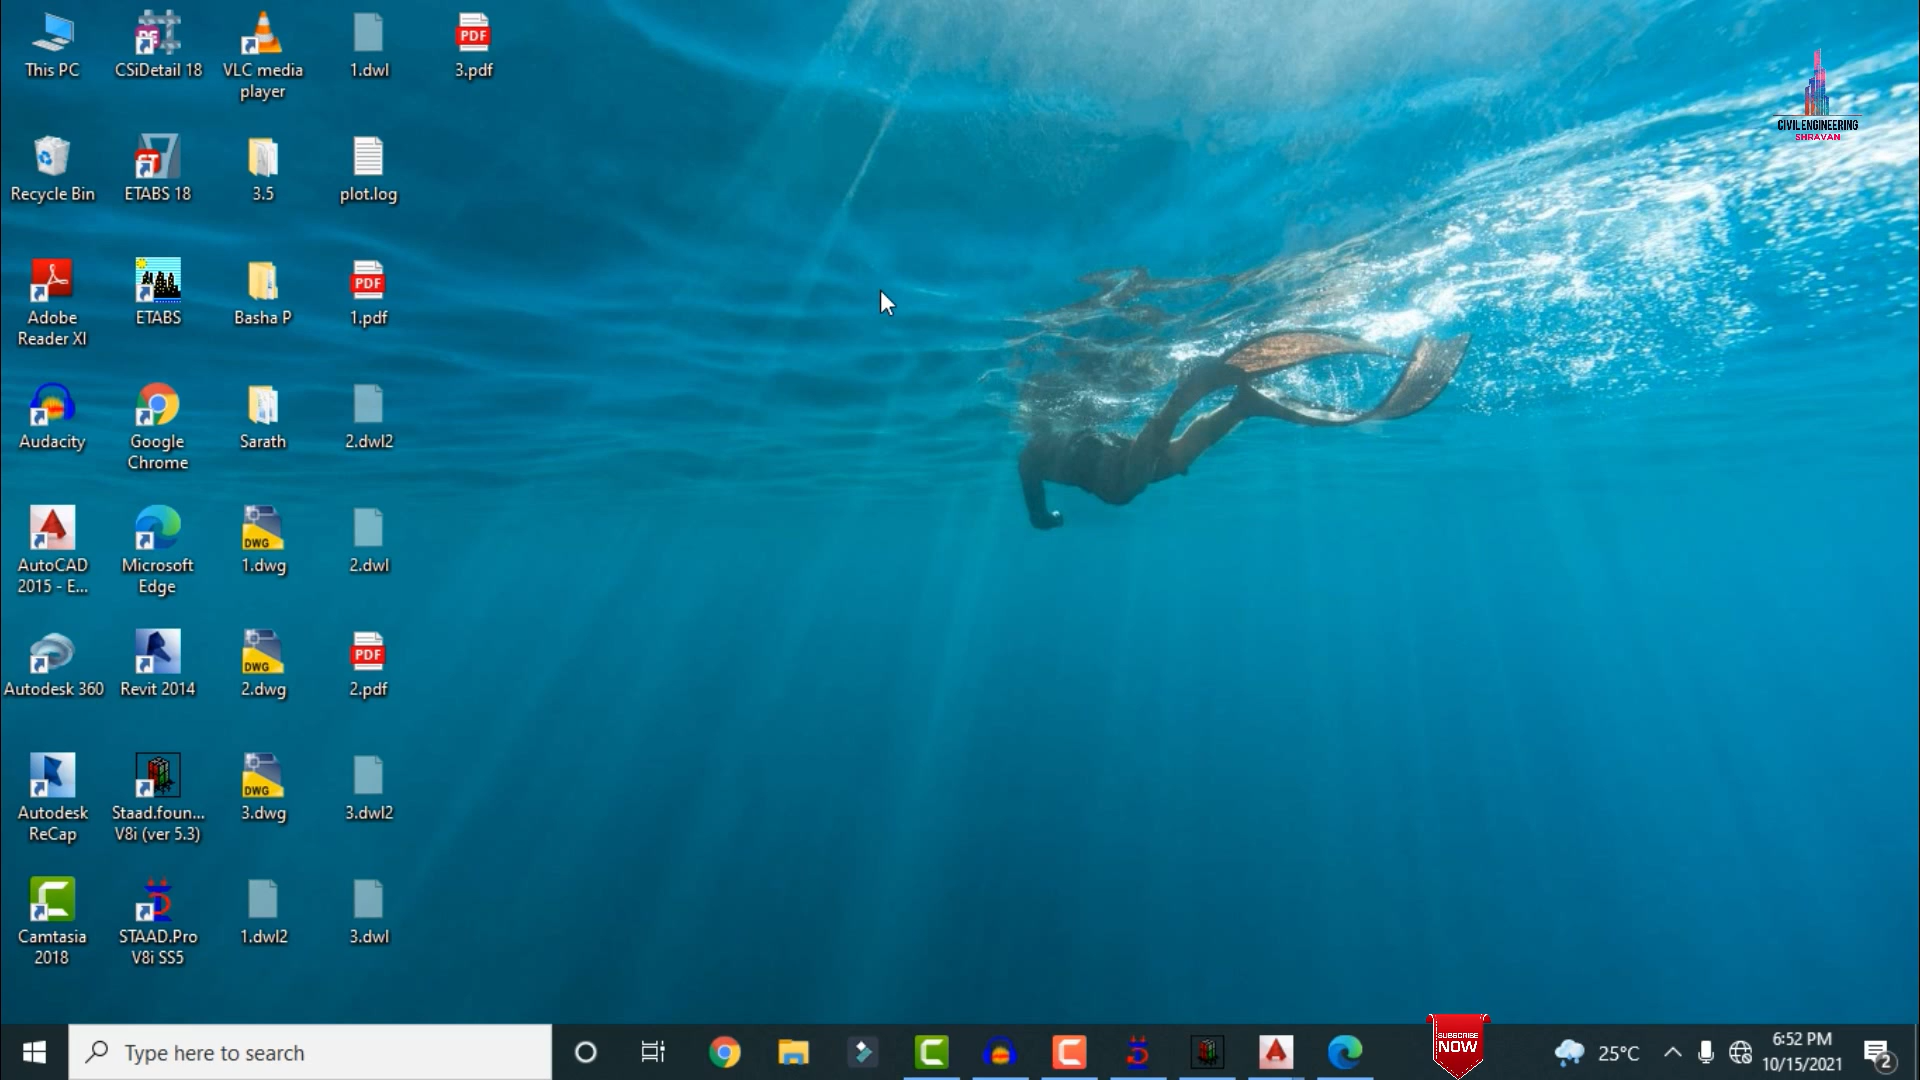 This PC
CSiDetail 18
VLC media
player
1.dwl
PDF
3.pdf
CIVIL ENGINEERING
SHRAVAN
Recycle Bin
ETABS 18
3.5
plot.log
Adobe
Reader XI
ETABS
Basha P
PDF
1.pdf
Audacity
Google
Chrome
Sarath
2.dwl2
AutoCAD
2015 - E...
Microsoft
Edge
DWG
1.dwg
2.dwl
Autodesk 360
Revit 2014
DWG
2.dwg
PDF
2.pdf
Autodesk
ReCap
Staad.foun...
V8i (ver 5.3)
DWG
3.dwg
3.dwl2
Camtasia
2018
STAAD.Pro
V8i SS5
1.dwl2
3.dwl
Type here to search
SUBSCRIBE
NOW
25°C
6:52 PM
10/15/2021
2